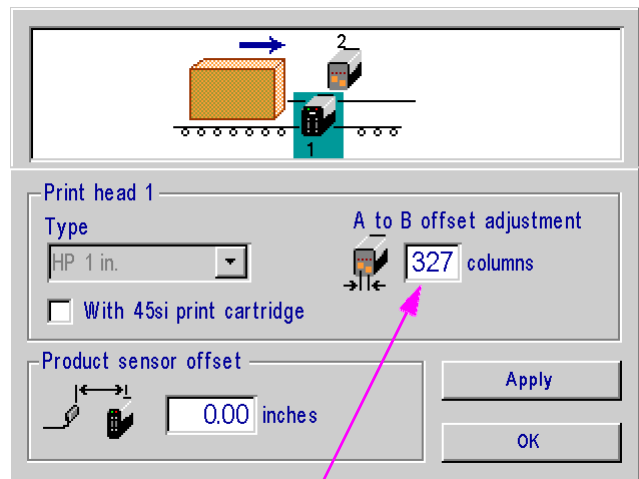 2
1
Print head 1
Type
A to B offset adjustment
HP 1 in.
327 columns
With 45si print cartridge
Product sensor offset
0.00 inches
Apply
OK